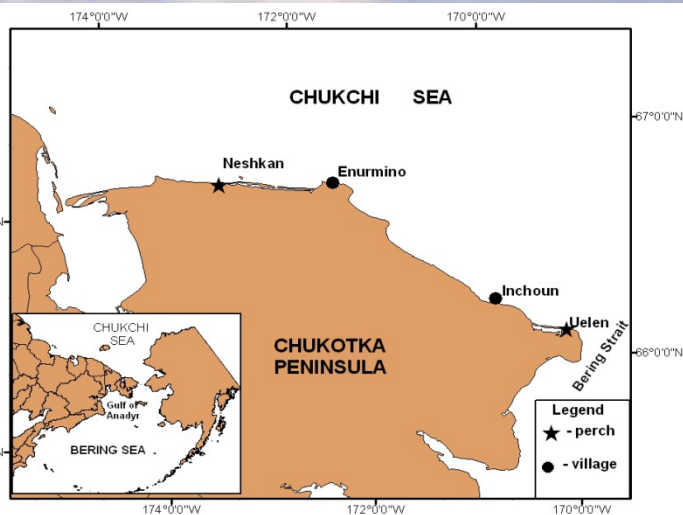 174°0'0"W
172°0'0"W
170°0'0"W
CHUKCHI SEA
67°0'0"N
Neshkan
Enurmino
Inchoun
Uelen
Bering Strait
CHUKOTKA
PENINSULA
66°0'0"N
CHUKCHI
SEA
Gulf of
Anadyr
BERING SEA
Legend
- perch
- village
174°0'0"W
172°0'0"W
170°0'0"W